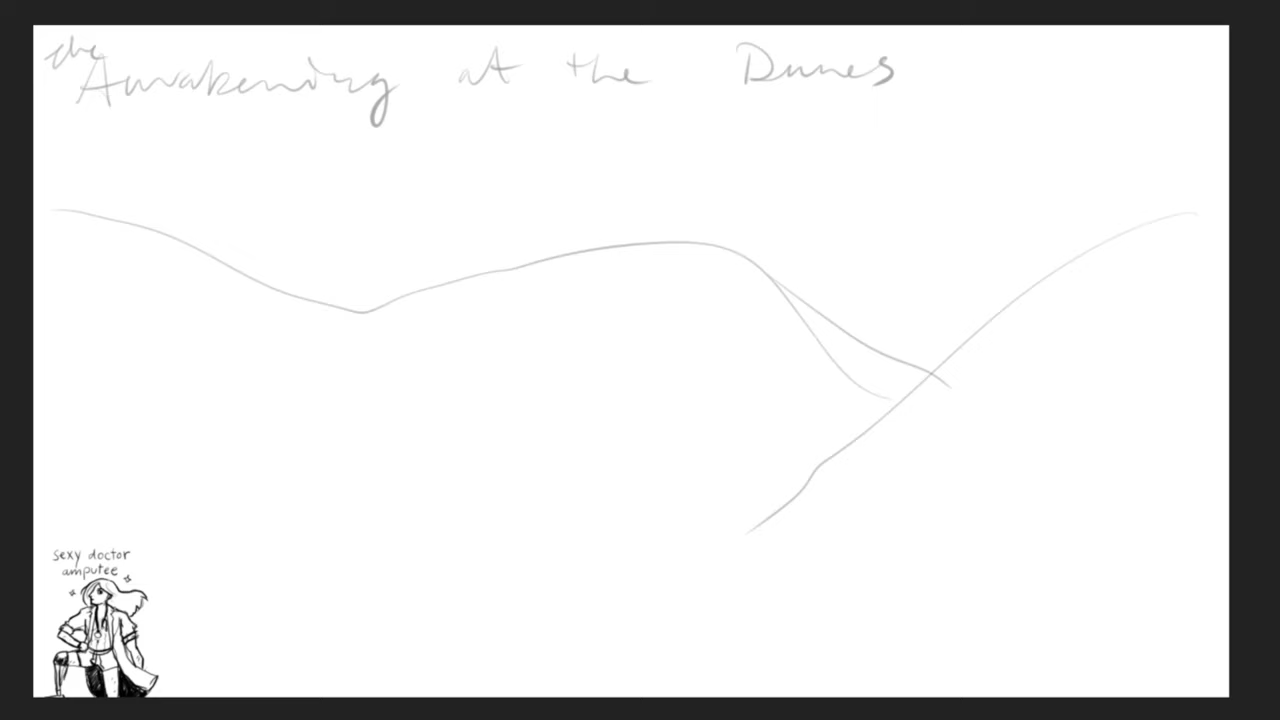 the
Awakening at the Dunes
sexy doctor
amputee